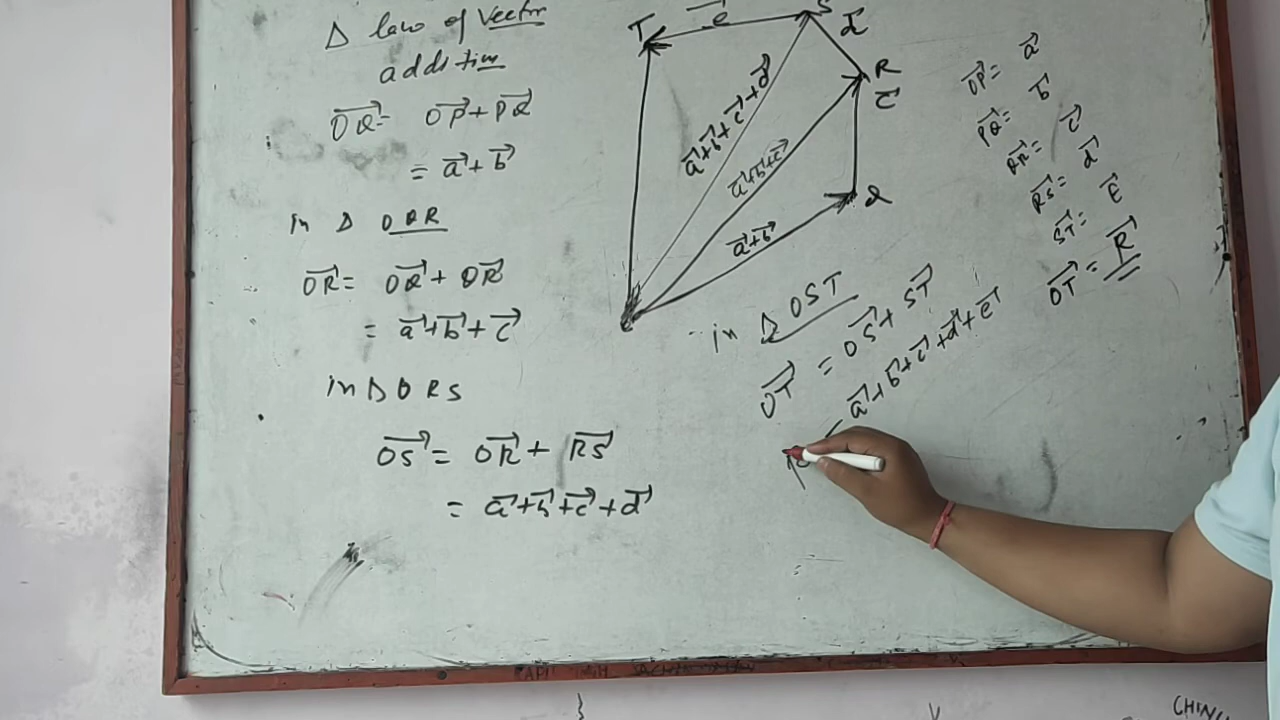 Δ law of Vector
addition
OQ→ = OP→ + PQ→
= a→ + b→
in Δ OQR
OR→ = OQ→ + QR→
= a→ + b→ + c→
in Δ ORS
OS→ = OR→ + RS→
= a→ + b→ + c→ + d→
T
e→
S
d→
R
c→
Q
a→ + b→ + c→ + d→
a→ + b→ + c→
a→ + b→
OP→ = a→
PQ→ = b→
QR→ = c→
RS→ = d→
ST→ = e→
OT→ = R→
in Δ OST
OT→ = OS→ + ST→
a→ + b→ + c→ + d→ + e→